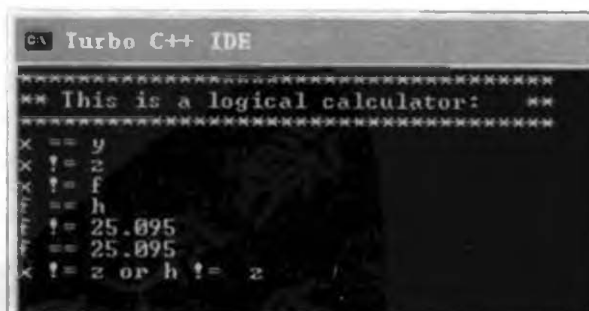 Turbo C++ IDE
*************************************
** This is a logical calculator:   **
*************************************
x == y
x != z
x != f
f == h
f != 25.095
== 25.095
x != z or h != z